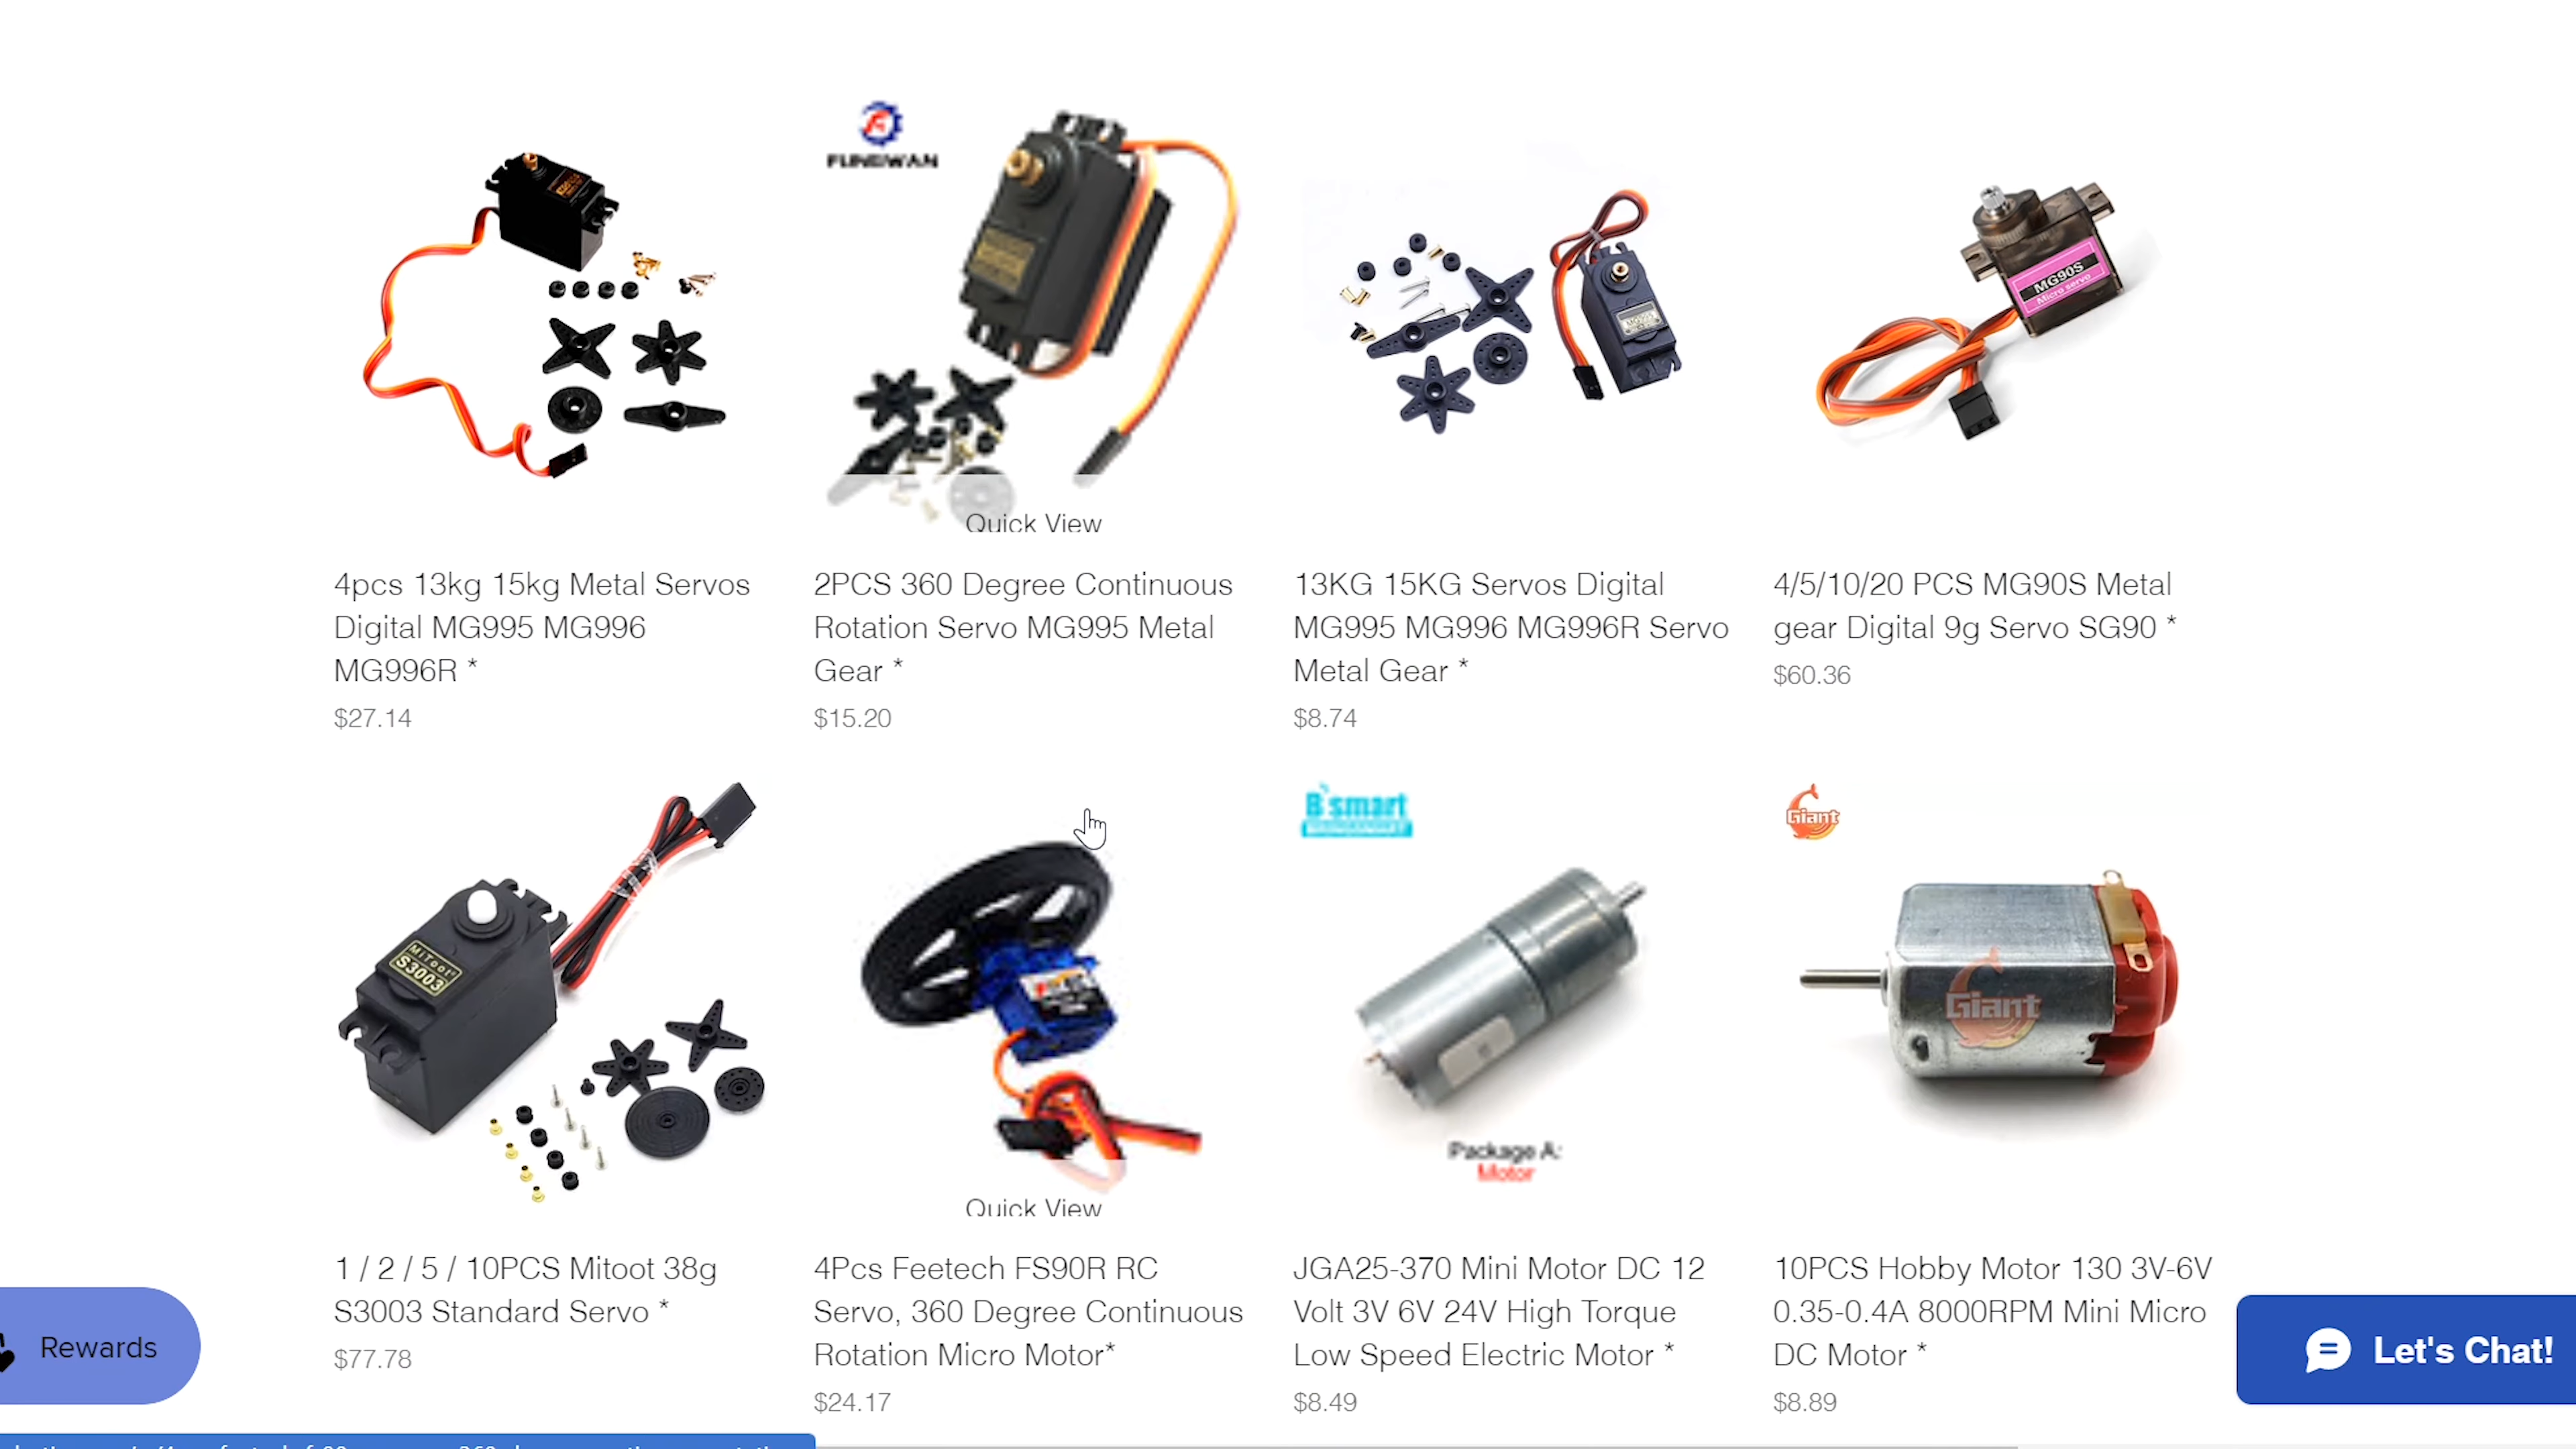 FUNGIWAN
MG90S
Micro servo
Quick View
4pcs 13kg 15kg Metal Servos
Digital MG995 MG996
MG996R *
$27.14
2PCS 360 Degree Continuous
Rotation Servo MG995 Metal
Gear *
$15.20
13KG 15KG Servos Digital
MG995 MG996 MG996R Servo
Metal Gear *
$8.74
4/5/10/20 PCS MG90S Metal
gear Digital 9g Servo SG90 *
$60.36
MiToot
S3003
B'smart
Giant
Giant
Package A:
Motor
Quick View
1 / 2 / 5 / 10PCS Mitoot 38g
S3003 Standard Servo *
$77.78
4Pcs Feetech FS90R RC
Servo, 360 Degree Continuous
Rotation Micro Motor*
$24.17
JGA25-370 Mini Motor DC 12
Volt 3V 6V 24V High Torque
Low Speed Electric Motor *
$8.49
10PCS Hobby Motor 130 3V-6V
0.35-0.4A 8000RPM Mini Micro
DC Motor *
$8.89
Rewards
Let's Chat!